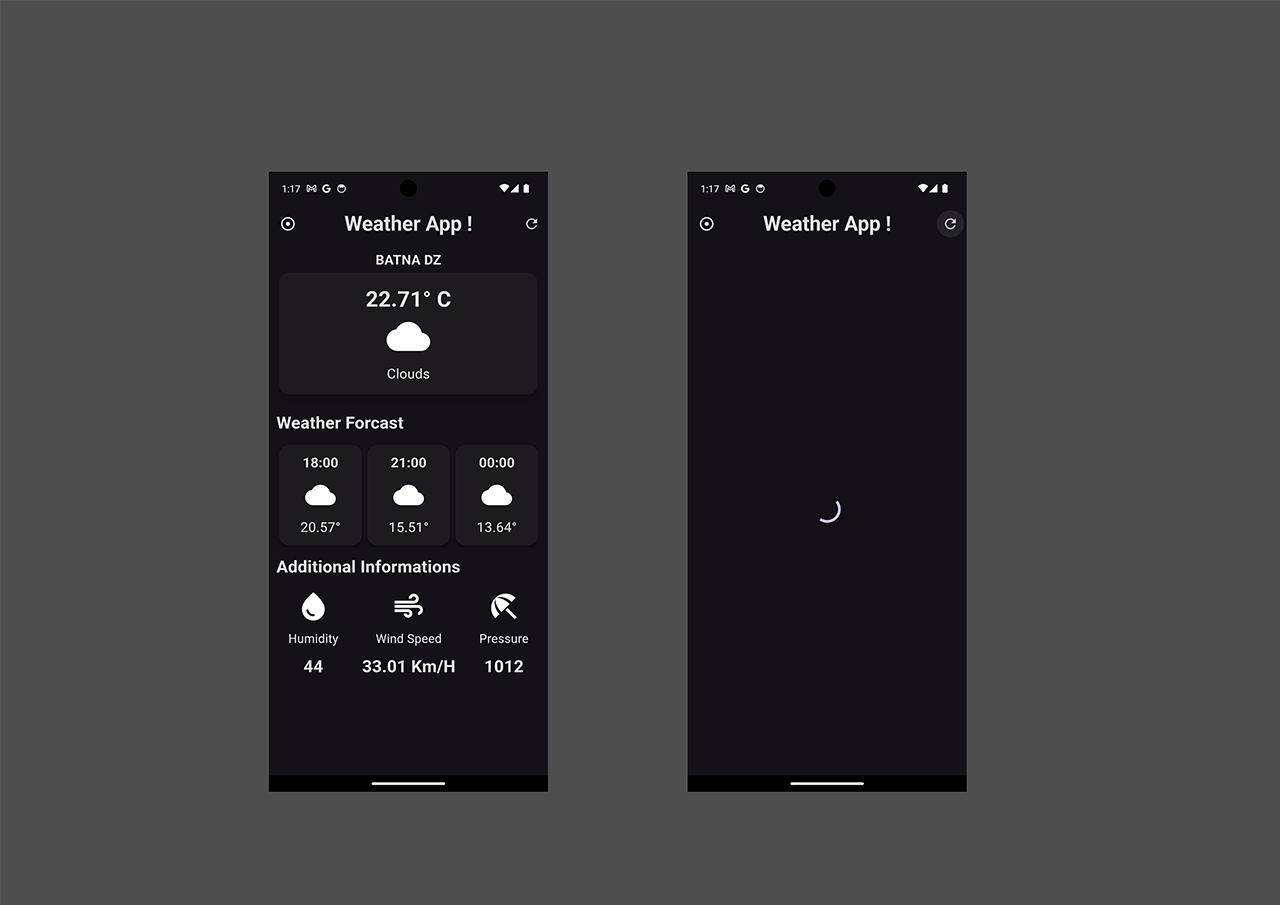 1:17
Weather App !
BATNA DZ
22.71° C
Clouds
Weather Forcast
18:00 21:00 00:00
20.57° 15.51° 13.64°
Additional Informations
Humidity Wind Speed Pressure
44 33.01 Km/H 1012
1:17
Weather App !